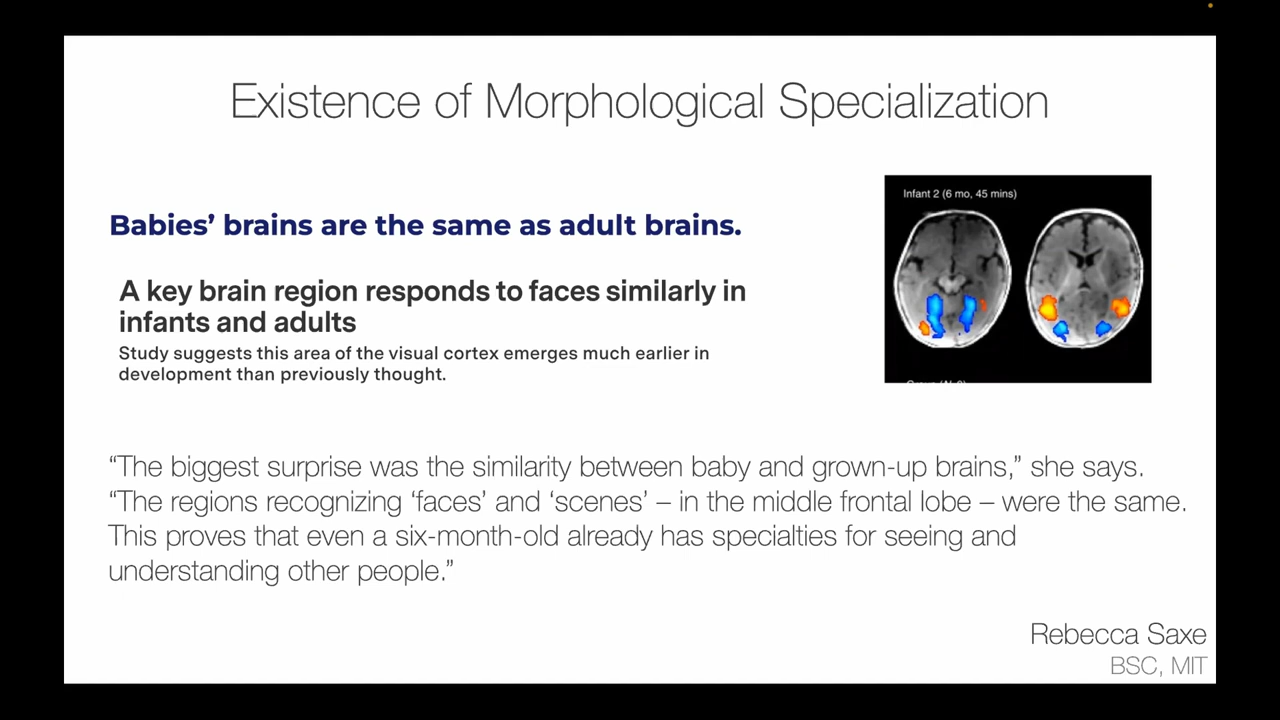 Existence of Morphological Specialization
Babies’ brains are the same as adult brains.
A key brain region responds to faces similarly in
infants and adults
Study suggests this area of the visual cortex emerges much earlier in
development than previously thought.
Infant 2 (6 mo, 45 mins)
“The biggest surprise was the similarity between baby and grown-up brains,” she says.
“The regions recognizing ‘faces’ and ‘scenes’ – in the middle frontal lobe – were the same.
This proves that even a six-month-old already has specialties for seeing and
understanding other people.”
Rebecca Saxe
BSC, MIT